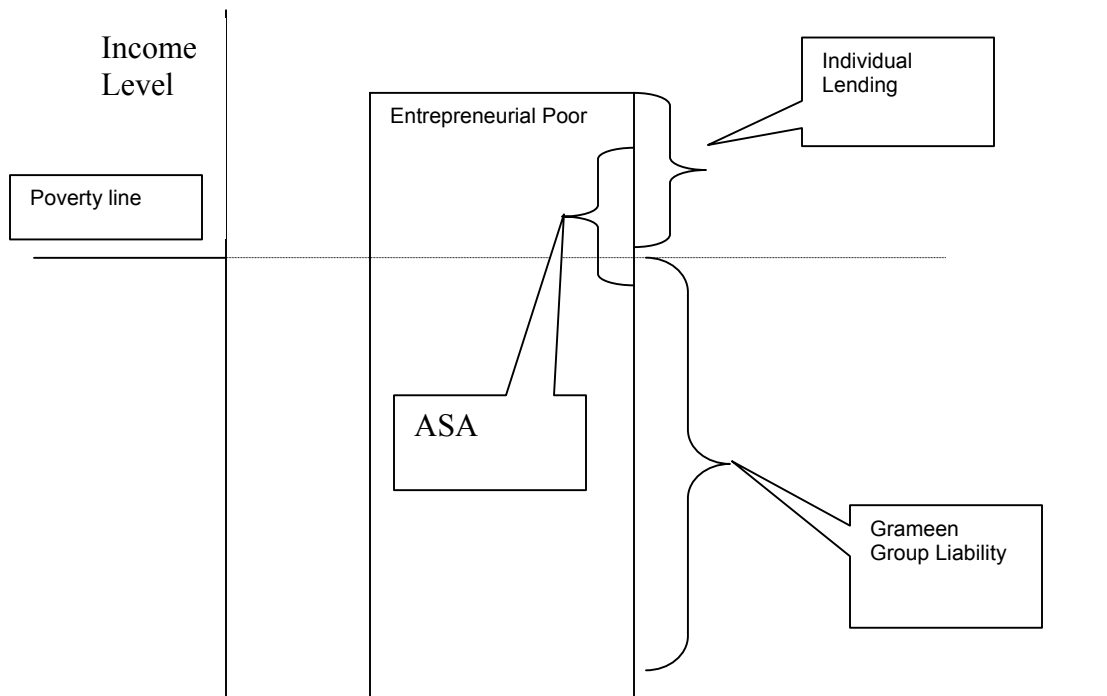 Income
Level
Individual
Lending
Entrepreneurial Poor
Poverty line
ASA
Grameen
Group Liability